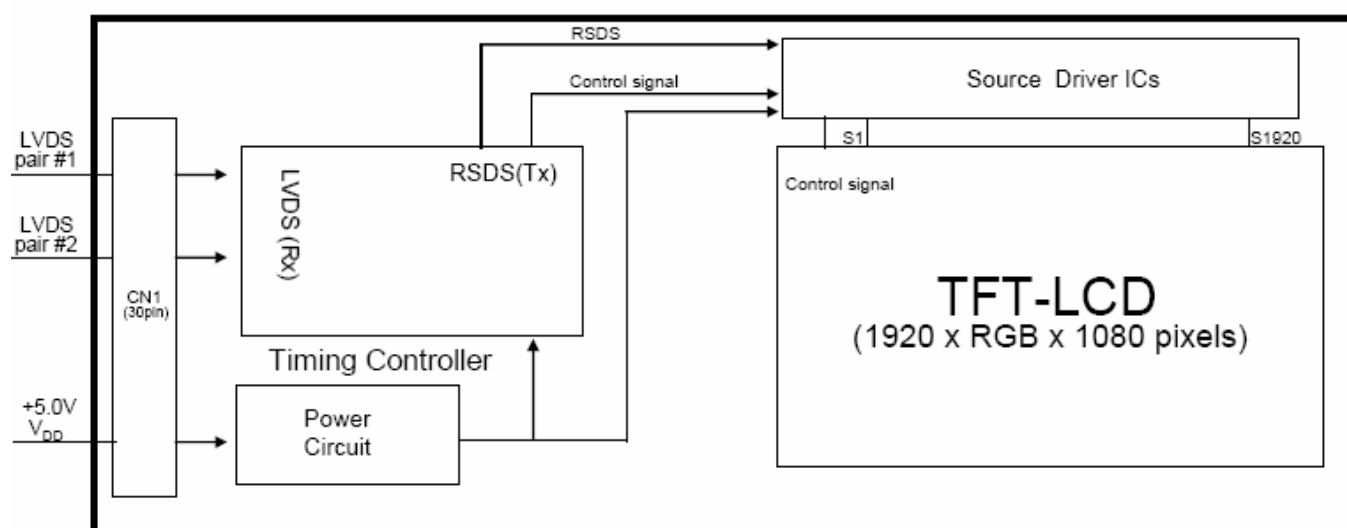 RSDS
Control signal
Source Driver ICs
S1
S1920
LVDS
pair #1
LVDS
pair #2
CN1
(30pin)
LVDS (Rx)
RSDS(Tx)
Timing Controller
Control signal
TFT-LCD
(1920 x RGB x 1080 pixels)
+5.0V
VDD
Power
Circuit